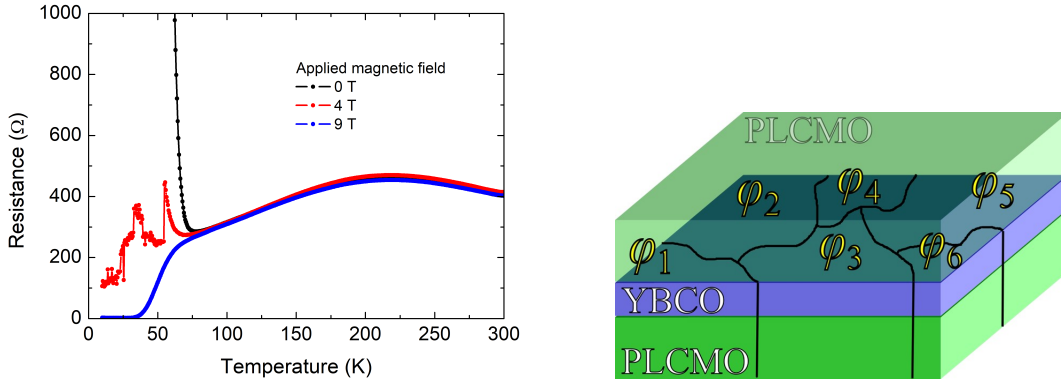 1000
800
600
400
200
0
Resistance (Ω)
Applied magnetic field
0 T
4 T
9 T
0 50 100 150 200 250 300
Temperature (K)
PLCMO
φ2 φ4 φ5
φ1 φ3 φ6
YBCO
PLCMO